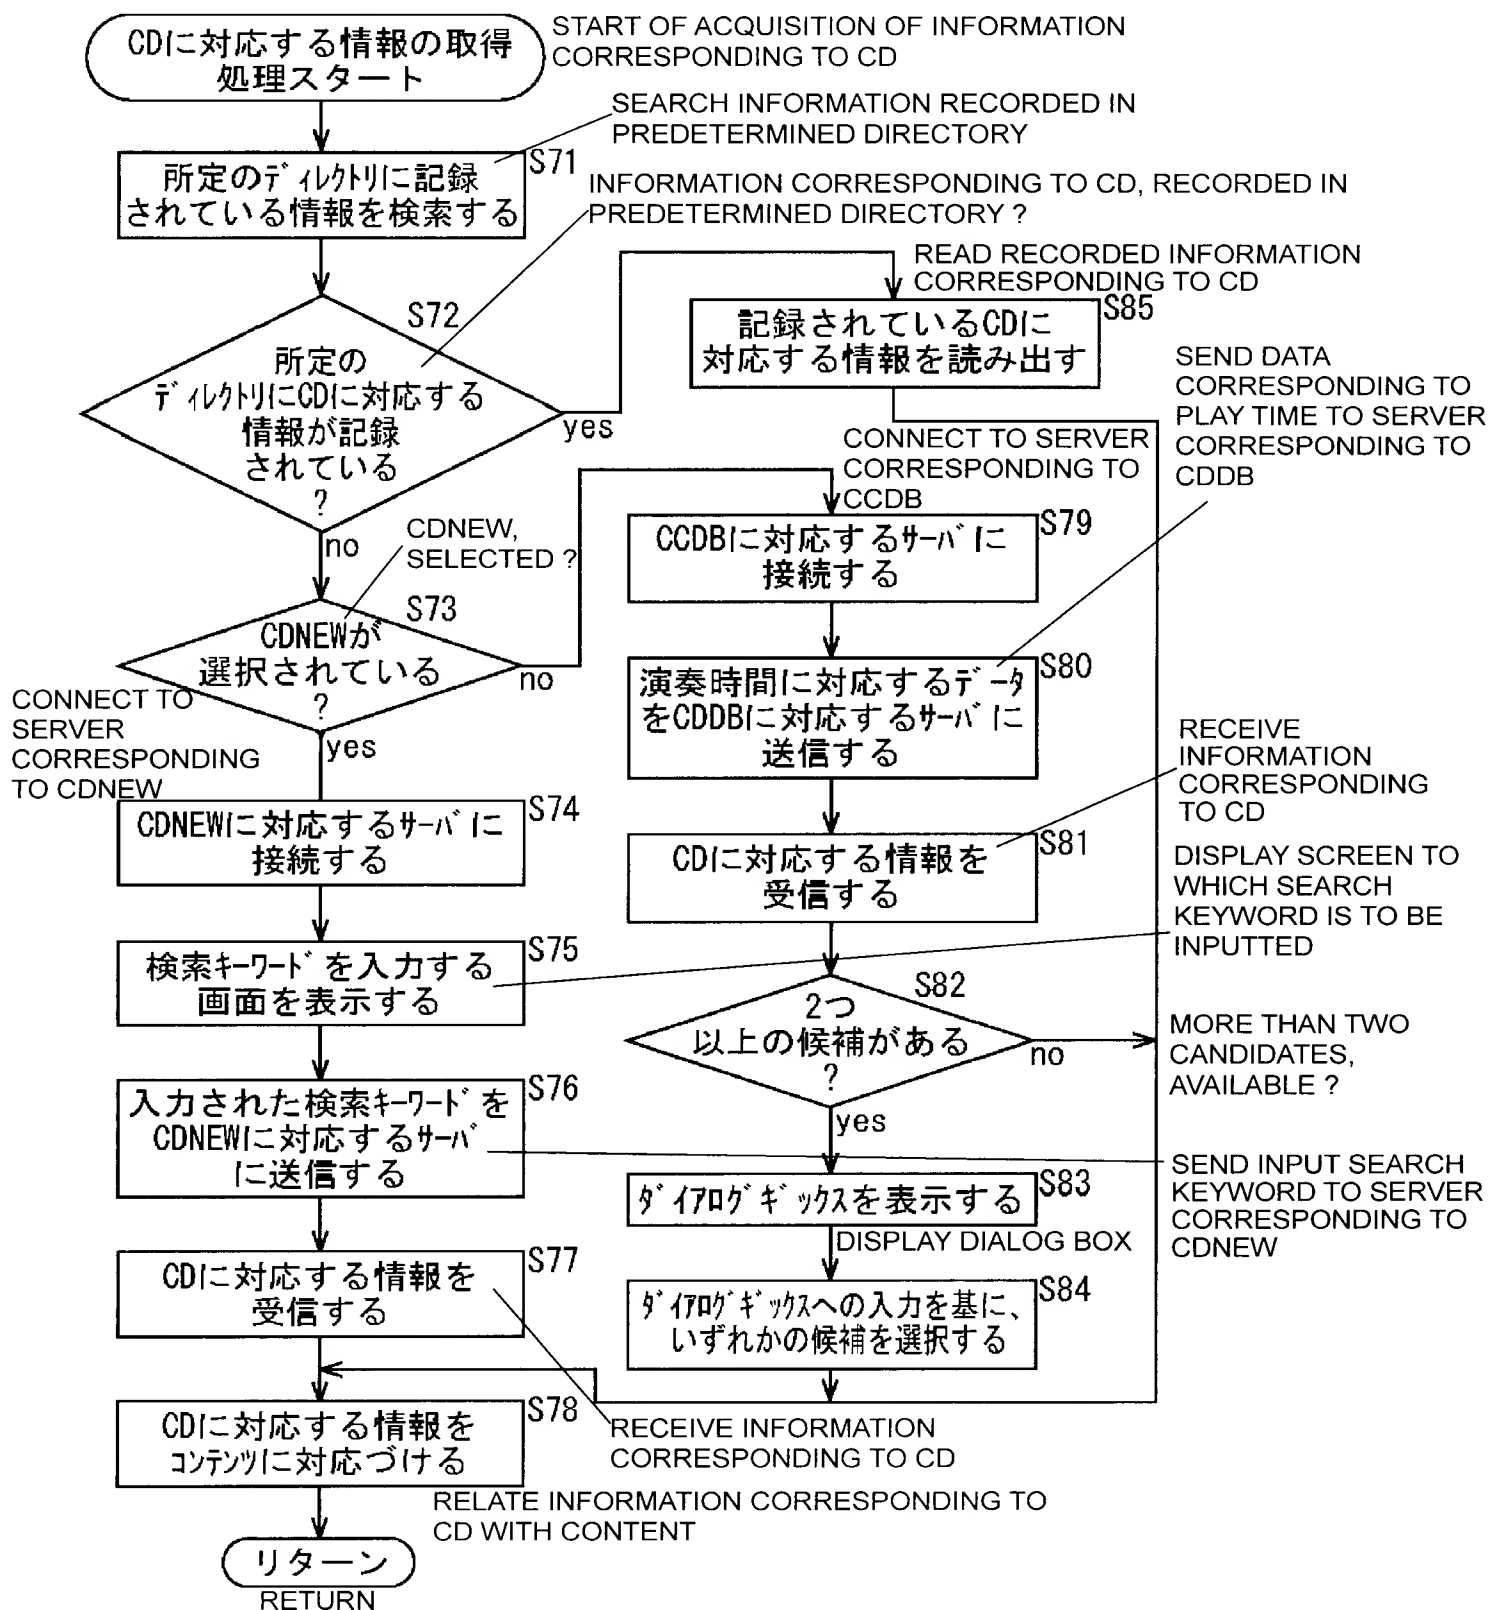 CDに対応する情報の取得
処理スタート
START OF ACQUISITION OF INFORMATION
CORRESPONDING TO CD
SEARCH INFORMATION RECORDED IN
PREDETERMINED DIRECTORY
S71
所定のディレクトリに記録
されている情報を検索する
INFORMATION CORRESPONDING TO CD, RECORDED IN
PREDETERMINED DIRECTORY ?
S72
所定の
ディレクトリにCDに対応する
情報が記録
されている
?
yes
no
READ RECORDED INFORMATION
CORRESPONDING TO CD
S85
記録されているCDに
対応する情報を読み出す
SEND DATA
CORRESPONDING TO
PLAY TIME TO SERVER
CORRESPONDING TO
CDDB
CONNECT TO SERVER
CORRESPONDING TO
CCDB
S79
CCDBに対応するサーバに
接続する
CDNEW,
SELECTED ?
S73
CDNEWが
選択されている
?
no
yes
CONNECT TO
SERVER
CORRESPONDING
TO CDNEW
S80
演奏時間に対応するデータ
をCDDBに対応するサーバに
送信する
RECEIVE
INFORMATION
CORRESPONDING
TO CD
S74
CDNEWに対応するサーバに
接続する
S81
CDに対応する情報を
受信する
DISPLAY SCREEN TO
WHICH SEARCH
KEYWORD IS TO BE
INPUTTED
S75
検索キーワードを入力する
画面を表示する
S82
2つ
以上の候補がある
?
no
yes
MORE THAN TWO
CANDIDATES,
AVAILABLE ?
S76
入力された検索キーワードを
CDNEWに対応するサーバ
に送信する
SEND INPUT SEARCH
KEYWORD TO SERVER
CORRESPONDING TO
CDNEW
S83
ダイアログギックスを表示する
DISPLAY DIALOG BOX
S77
CDに対応する情報を
受信する
S84
ダイアログギックスへの入力を基に、
いずれかの候補を選択する
S78
CDに対応する情報を
コンテンツに対応づける
RECEIVE INFORMATION
CORRESPONDING TO CD
RELATE INFORMATION CORRESPONDING TO
CD WITH CONTENT
リターン
RETURN